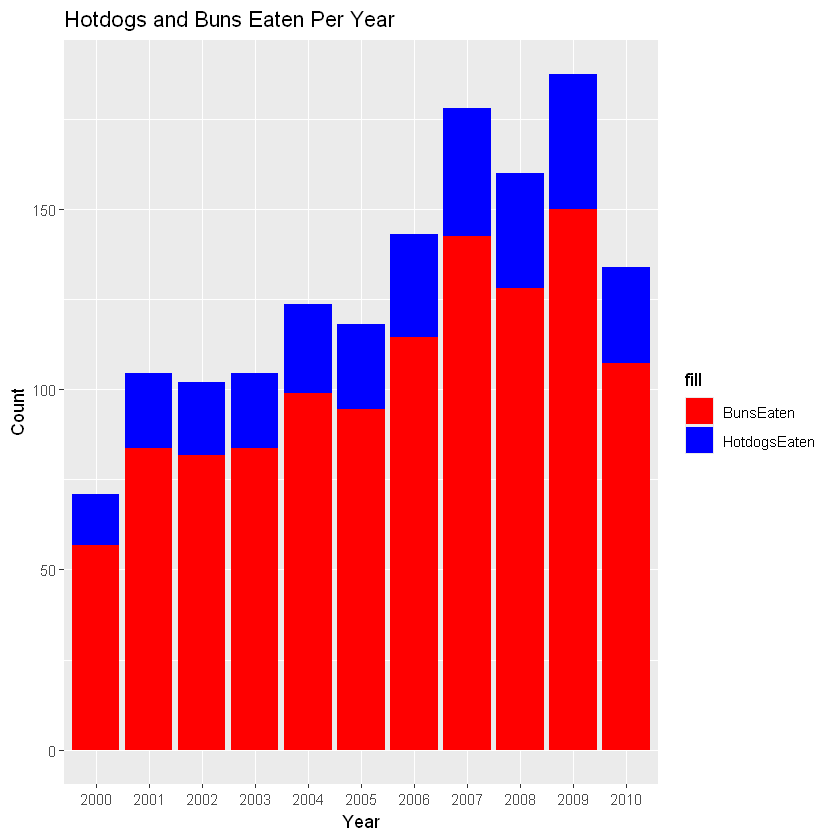 Hotdogs and Buns Eaten Per Year
150
100
50
0
Count
2000 2001 2002 2003 2004 2005 2006 2007 2008 2009 2010
Year
fill
BunsEaten
HotdogsEaten